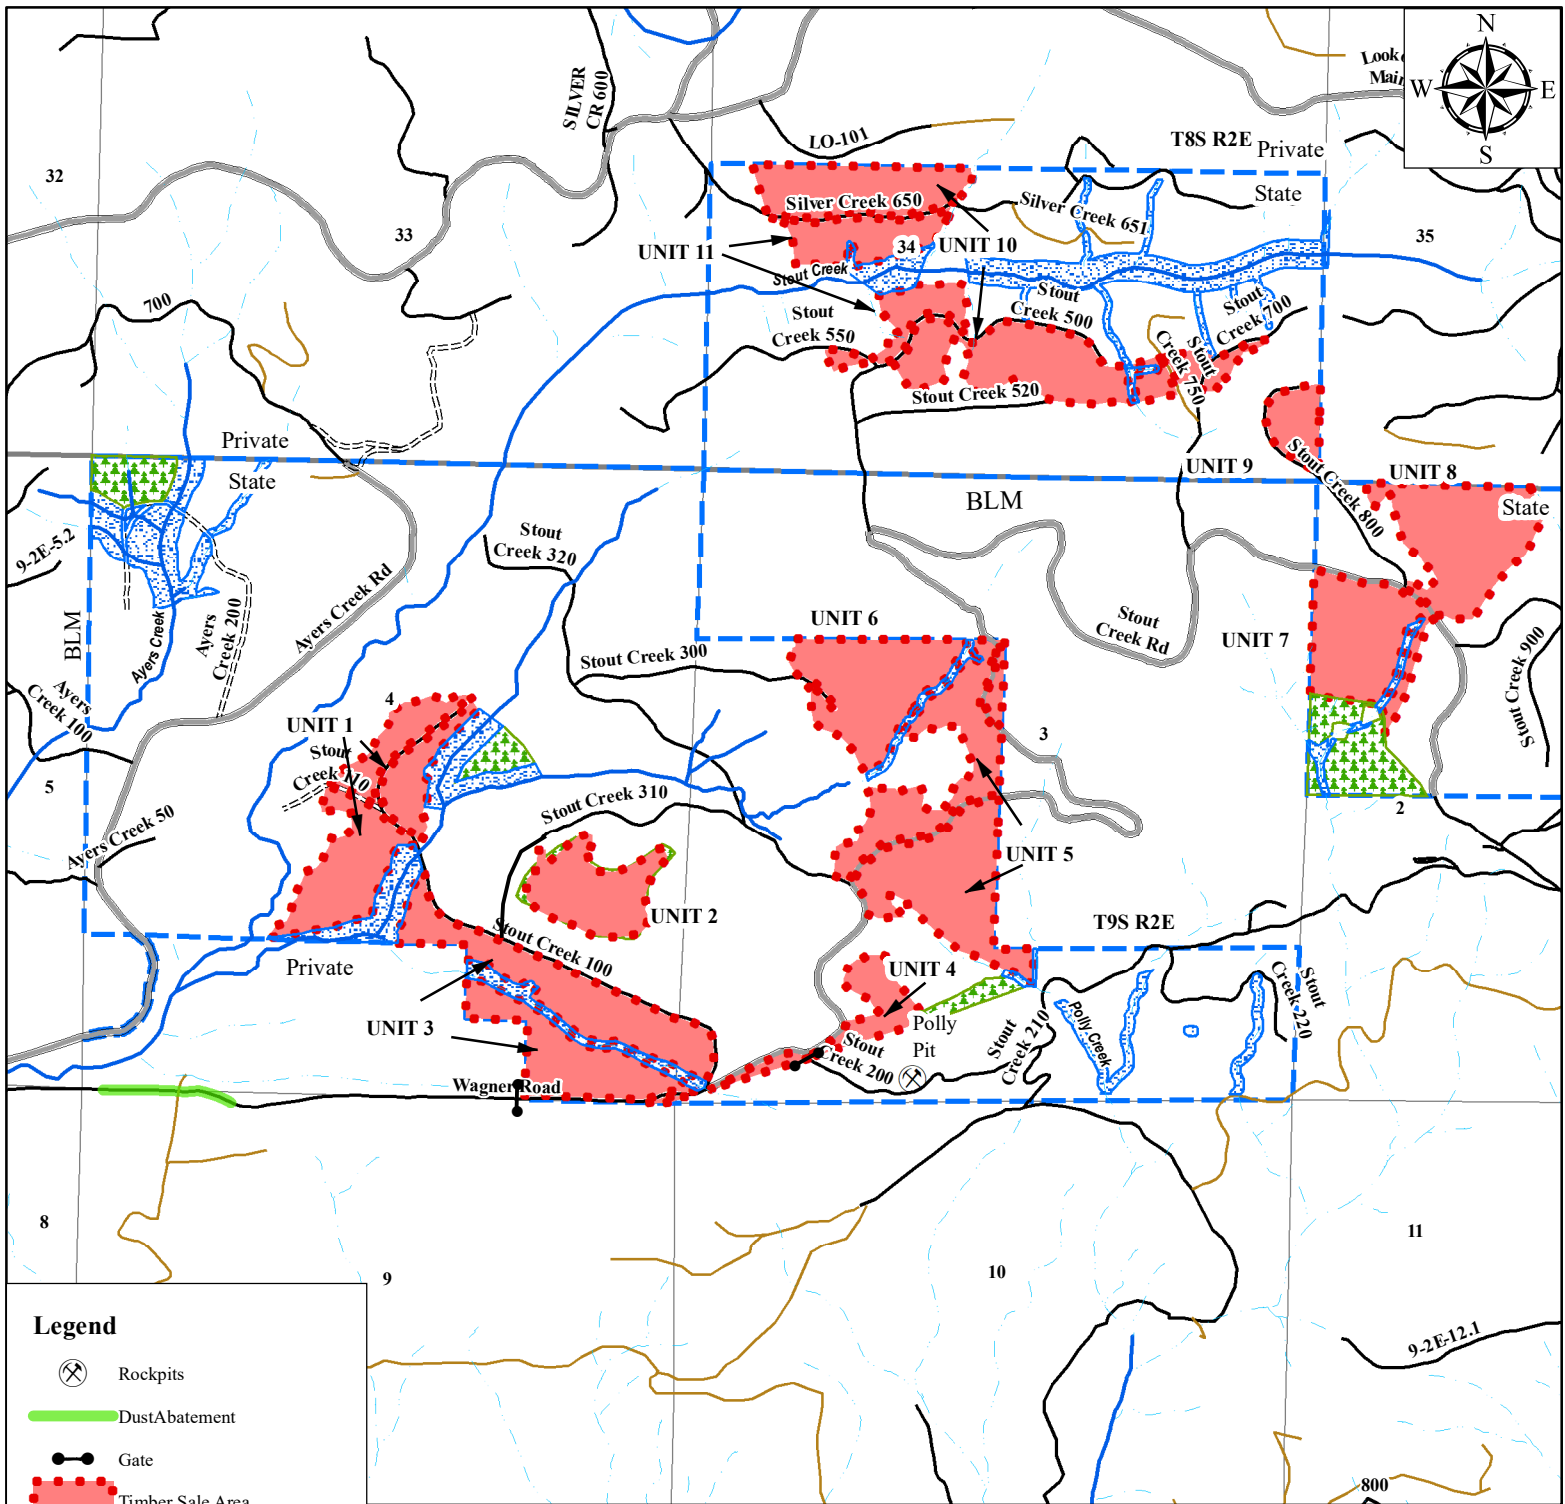 N
W
E
S
Look
Mai
SILVER
CR 600
LO-101
T8S R2E
Private
State
32
33
Silver Creek 650
Silver Creek 651
UNIT 11
34
UNIT 10
35
Stout Creek
700
Stout
Creek 550
Stout
Creek 500
Stout
Creek 700
Stout
Creek 750
Stout Creek 520
Private
State
UNIT 9
Stout Creek 800
UNIT 8
State
BLM
9-2E-5.2
Stout
Creek 320
BLM
Ayers Creek
Ayers
Creek 200
Ayers Creek Rd
UNIT 6
Stout
Creek Rd
UNIT 7
Stout Creek 900
Stout Creek 300
Ayers
Creek 100
4
UNIT 1
Stout
Creek 110
3
5
Stout Creek 310
2
Ayers Creek 50
UNIT 5
UNIT 2
T9S R2E
Stout Creek 100
Private
UNIT 4
Stout
Creek 220
Polly
Pit
Stout
Creek 210
Polly Creek
UNIT 3
Stout
Creek 200
Wagner Road
8
9
10
11
9-2E-12.1
800
Legend
Rockpits
DustAbatement
Gate
Timber Sale Area